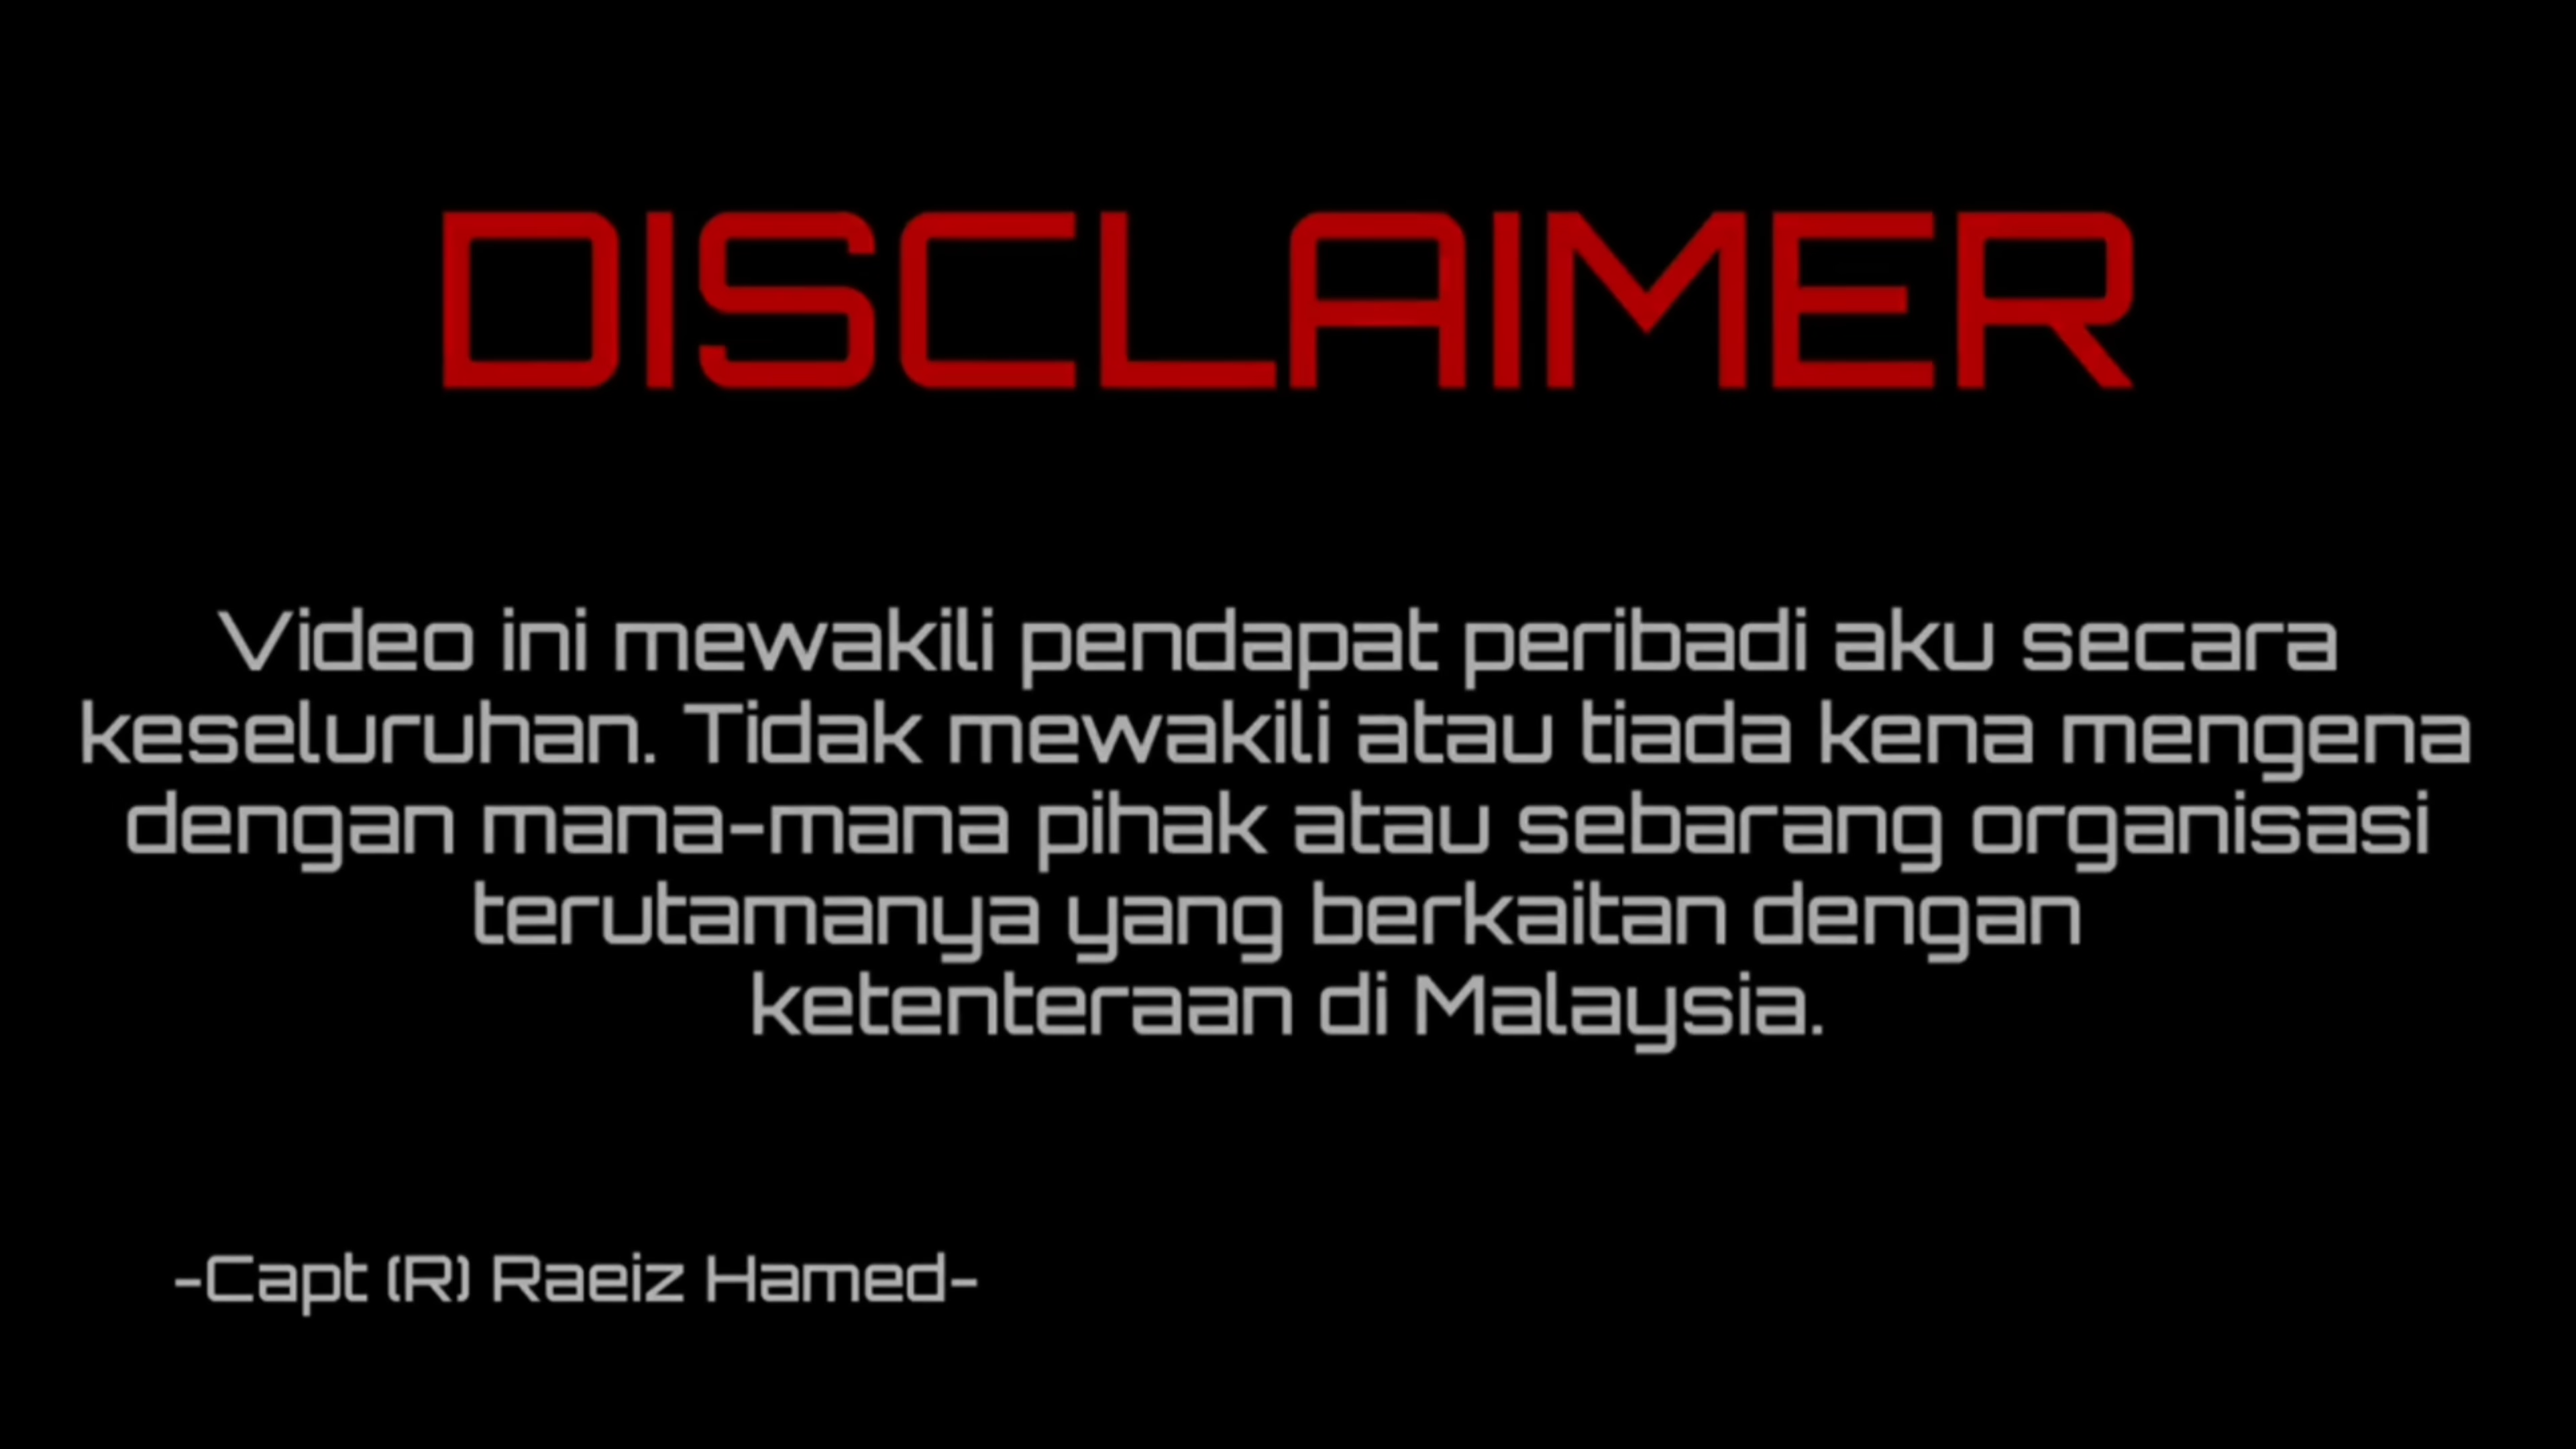 DISCLAIMER
Video ini mewakili pendapat peribadi aku secara
keseluruhan. Tidak mewakili atau tiada kena mengena
dengan mana-mana pihak atau sebarang organisasi
terutamanya yang berkaitan dengan
ketenteraan di Malaysia.
-Capt (R) Raeiz Hamed-